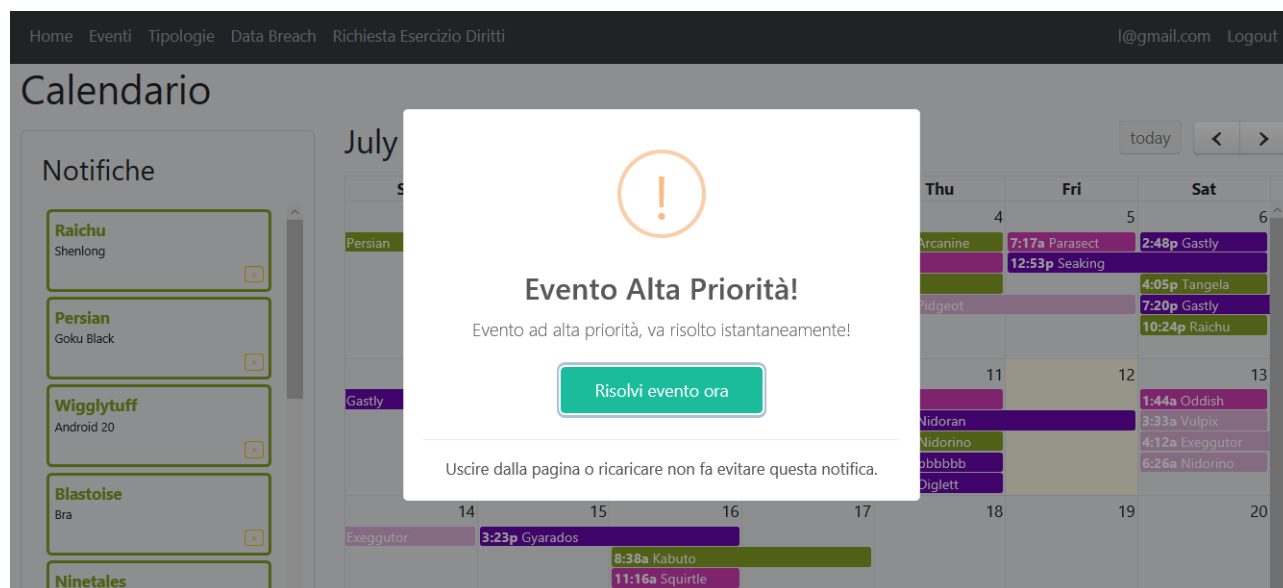 Home Eventi Tipologie Data Breach Richiesta Esercizio Diritti l@gmail.com Logout
Calendario
Notifiche
Raichu
Shenlong
Persian
Goku Black
Wigglytuff
Android 20
Blastoise
Bra
Ninetales
July
today
S
Thu Fri Sat
4 5 6
Persian
Arcanine
7:17a Parasect
2:48p Gastly
12:53p Seaking
4:05p Tangela
Pidgeot
7:20p Gastly
10:24p Raichu
11 12 13
Gastly
1:44a Oddish
Nidoran
3:33a Vulpix
Nidorino
4:12a Exeggutor
bbbbbb
6:26a Nidorino
Diglett
14 15 16 17 18 19 20
Exeggutor
3:23p Gyarados
8:38a Kabuto
11:16a Squirtle
!
Evento Alta Priorità!
Evento ad alta priorità, va risolto istantaneamente!
Risolvi evento ora
Uscire dalla pagina o ricaricare non fa evitare questa notifica.